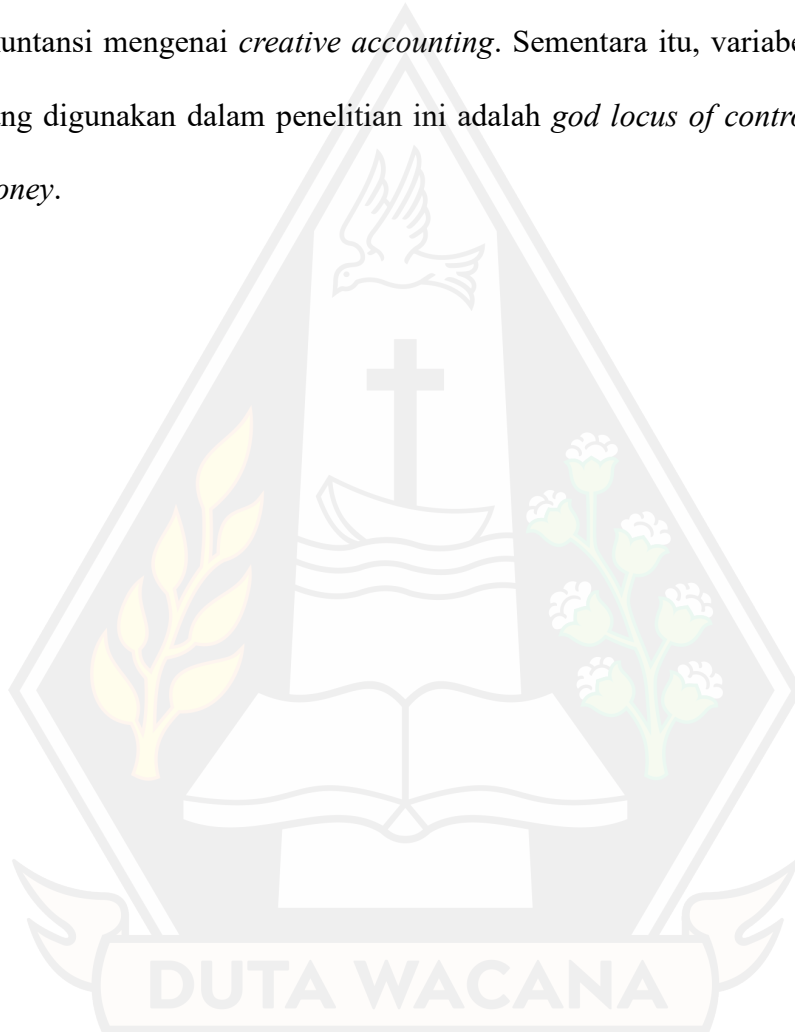 untansi mengenai creative accounting. Sementara itu, variabe
ng digunakan dalam penelitian ini adalah god locus of contro
oney.
DUTA WACANA